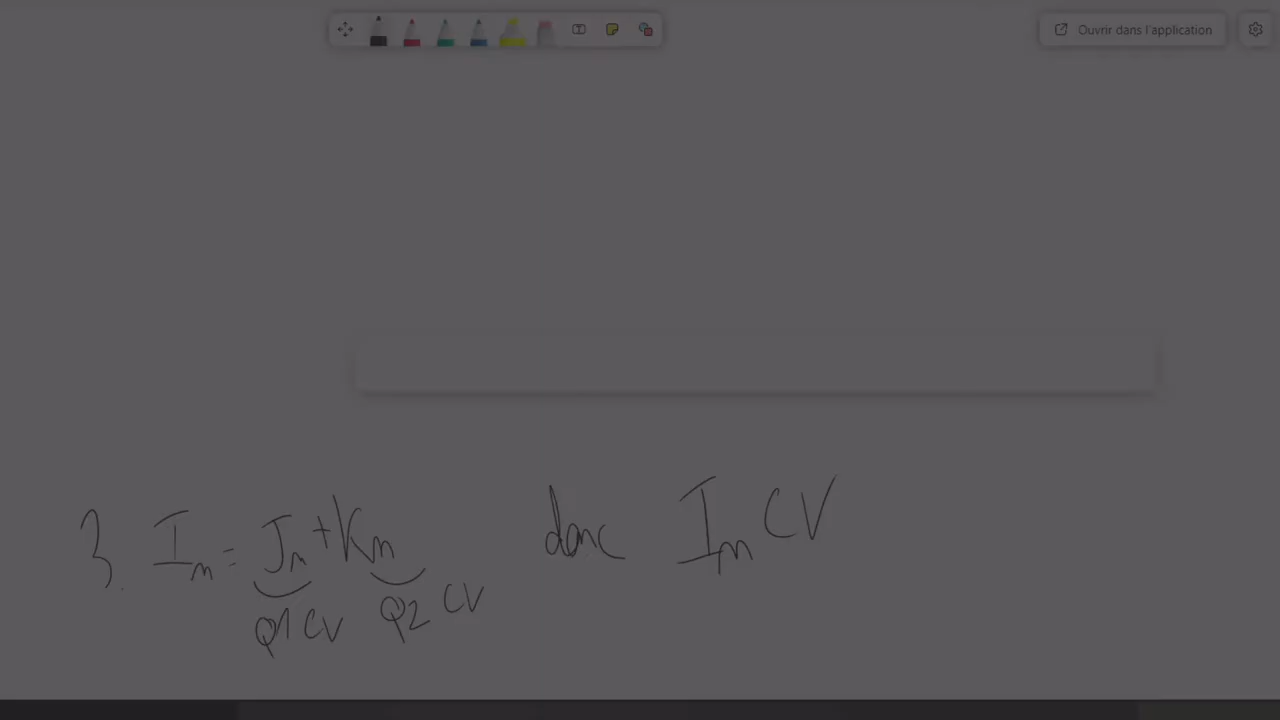 Ouvrir dans l'application
3. In = Jn + Kn donc In CV
Q1 CV Q2 CV